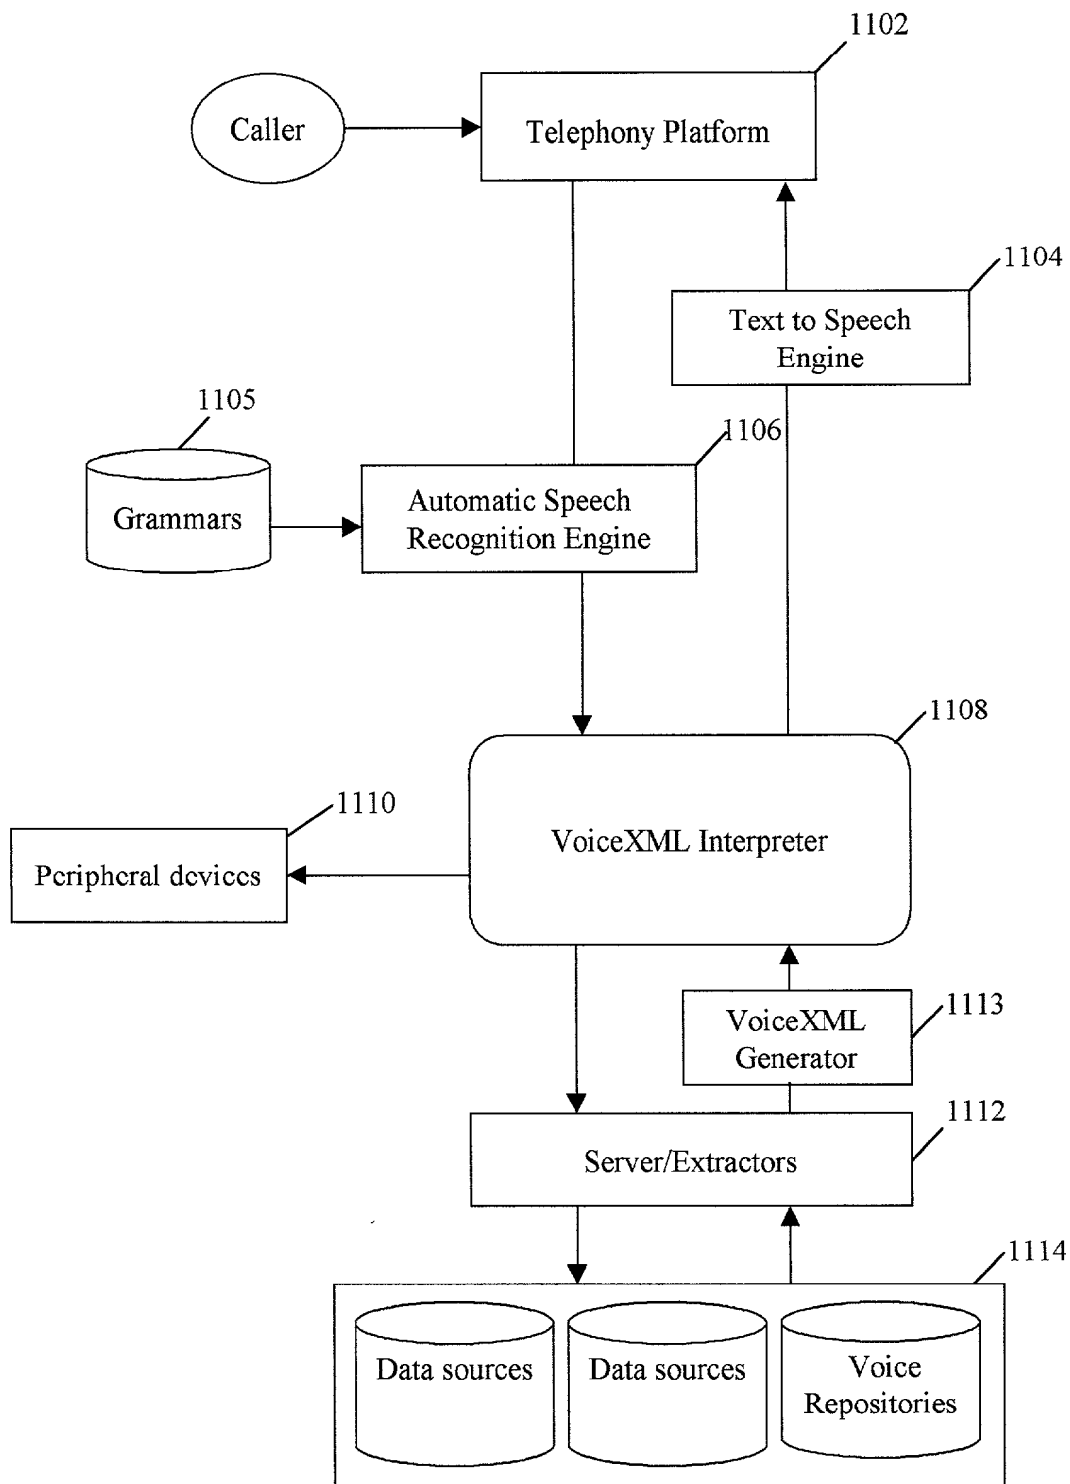 1102
Caller
Telephony Platform
1104
Text to Speech
Engine
1105
1106
Grammars
Automatic Speech
Recognition Engine
1108
1110
VoiceXML Interpreter
Peripheral devices
1113
VoiceXML
Generator
1112
Server/Extractors
1114
Data sources
Data sources
Voice
Repositories